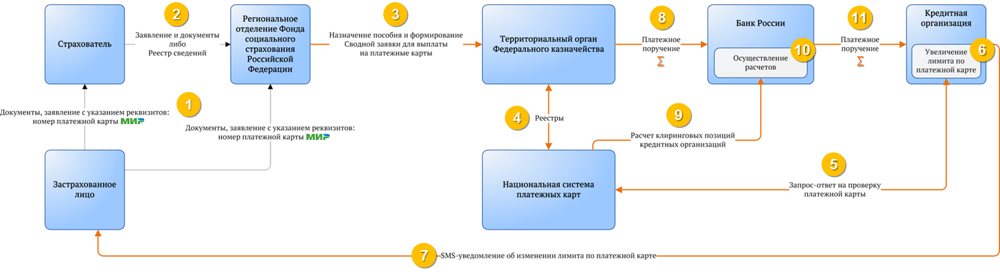 2
3
8
11
Страхователь
Заявление и документы
либо
Реестр сведений
Региональное
отделение Фонда
социального
страхования
Российской
Федерации
Назначение пособия и формирование
Сводной заявки для выплаты
на платежные карты
Территориальный орган
Федерального казначейства
Платежное
поручение
Σ
Банк России
10
Осуществление
расчетов
Платежное
поручение
Σ
Кредитная
организация
6
Увеличение
лимита по
платежной карте
1
Документы, заявление с указанием реквизитов:
номер платежной карты МИР
Документы, заявление с указанием реквизитов:
номер платежной карты МИР
4
Реестры
9
Расчет клиринговых позиций
кредитных организаций
5
Запрос-ответ на проверку
платежной карты
Застрахованное
лицо
Национальная система
платежных карт
7
SMS-уведомление об изменении лимита по платежной карте